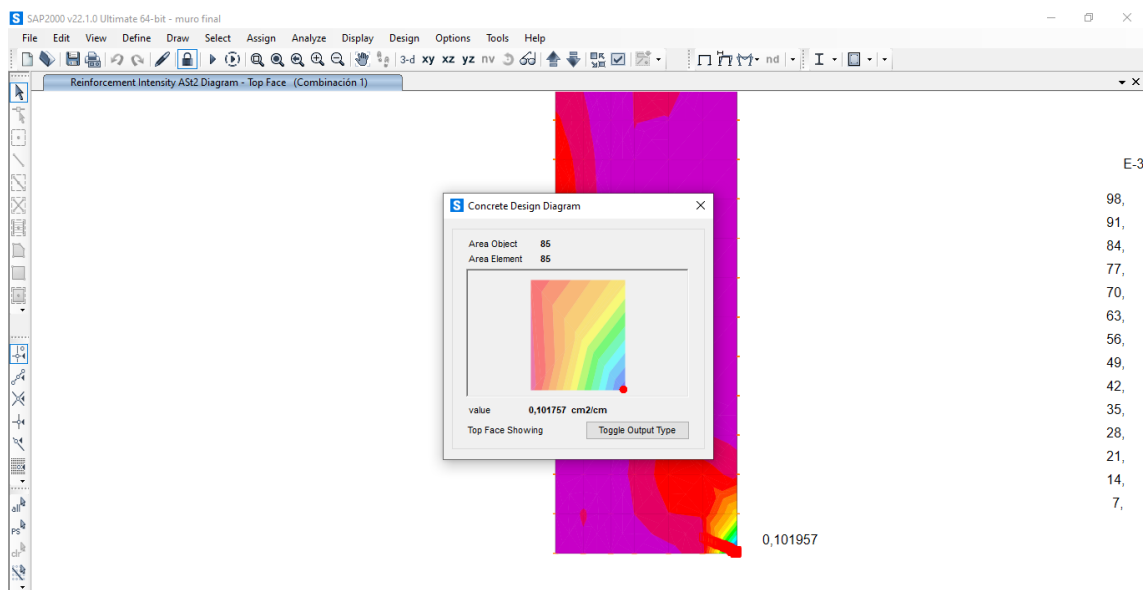 SAP2000 v22.1.0 Ultimate 64-bit - muro final
File Edit View Define Draw Select Assign Analyze Display Design Options Tools Help
3-d xy xz yz nv nd
Reinforcement Intensity ASt2 Diagram - Top Face (Combinación 1)
E-3
Concrete Design Diagram
98,
91,
Area Object 85
84,
Area Element 85
77,
70,
63,
56,
49,
42,
value 0,101757 cm2/cm
35,
Top Face Showing Toggle Output Type
28,
21,
14,
7,
all
PS
clr
0,101957